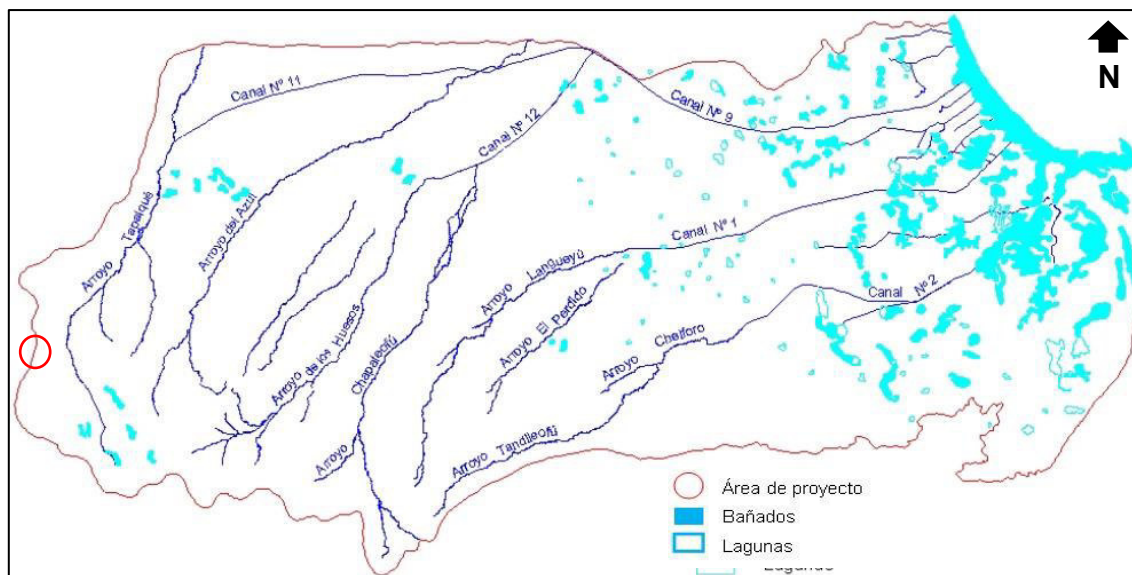 N
Canal Nº 11
Canal Nº 12
Canal Nº 9
Arroyo Tapalqué
Arroyo del Azul
Canal Nº 1
Arroyo Langueyú
Canal Nº 2
Arroyo El Perdido
Arroyo de los Huesos
Arroyo Chapaleofú
Arroyo Chelforo
Arroyo Tandileofú
Área de proyecto
Bañados
Lagunas